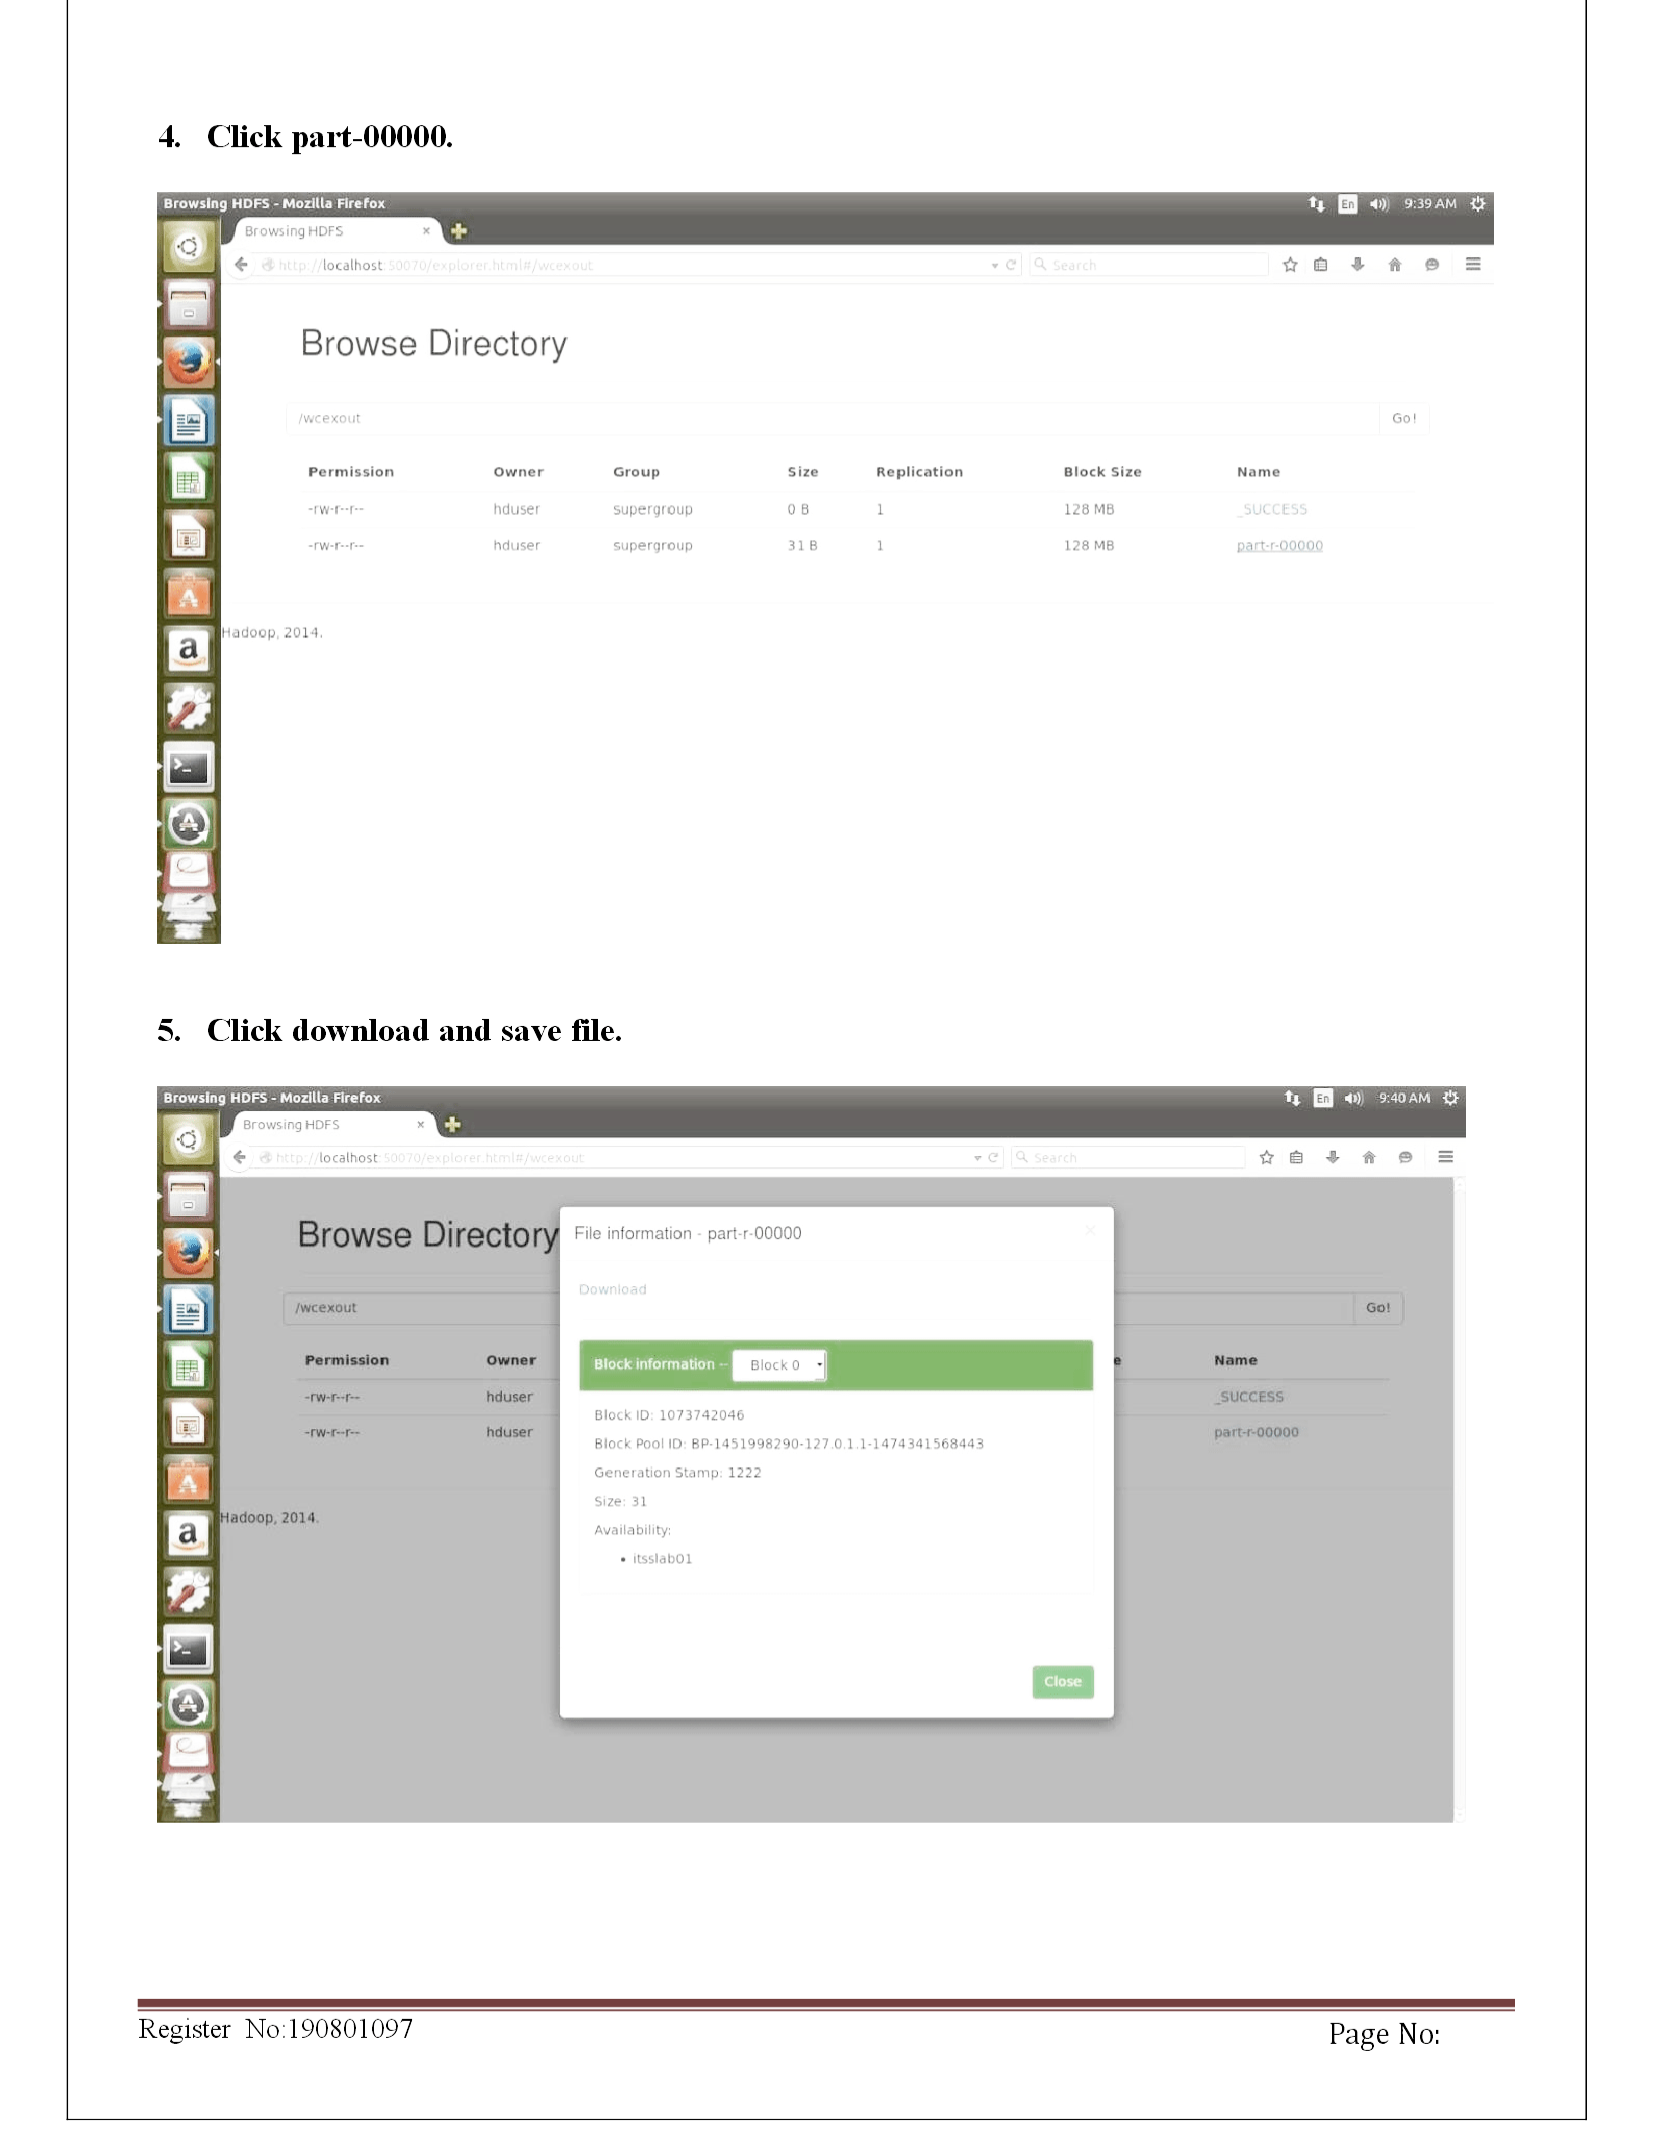 4. Click part-00000.
Browsing HDFS - Mozilla Firefox En 9:39 AM
Browsing HDFS × 
http://localhost:50070/explorer.html#/wcexout Search
Browse Directory
/wcexout Go!
Permission Owner Group Size Replication Block Size Name
-rw-r--r-- hduser supergroup 0 B 1 128 MB _SUCCESS
-rw-r--r-- hduser supergroup 31 B 1 128 MB part-r-00000
Hadoop, 2014.
5. Click download and save file.
Browsing HDFS - Mozilla Firefox En 9:40 AM
Browsing HDFS ×
http://localhost:50070/explorer.html#/wcexout Search
Browse Directory
File information - part-r-00000 ×
Download
/wcexout Go!
Permission Owner e Name
Block information -- Block 0
-rw-r--r-- hduser _SUCCESS
-rw-r--r-- hduser part-r-00000
Block ID: 1073742046
Block Pool ID: BP-1451998290-127.0.1.1-1474341568443
Generation Stamp: 1222
Size: 31
Availability:
• itsslab01
Hadoop, 2014.
Close
Register No:190801097
Page No: